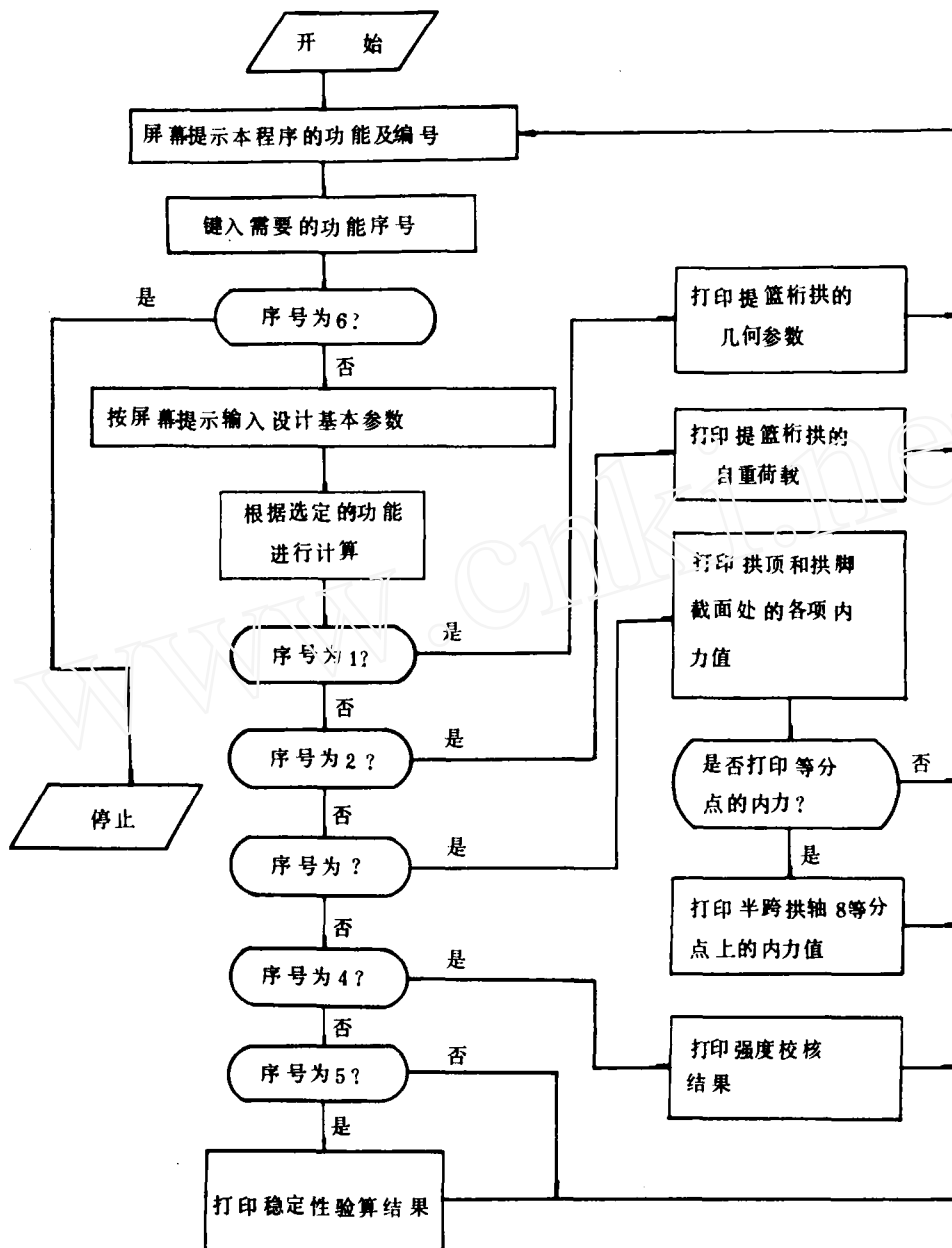 开 始
屏幕提示本程序的功能及编号
键入需要的功能序号
是
序号为6?
否
按屏幕提示输入设计基本参数
根据选定的功能
进行计算
序号为1?
是
否
序号为2?
是
否
序号为?
是
否
序号为4?
是
否
序号为5?
否
是
打印稳定性验算结果
停止
打印提篮桁拱的
几何参数
打印提篮桁拱的
自重荷载
打印拱顶和拱脚
截面处的各项内
力值
是否打印等分
点的内力?
否
是
打印半跨拱轴8等分
点上的内力值
打印强度校核
结果
www.cnki.ne